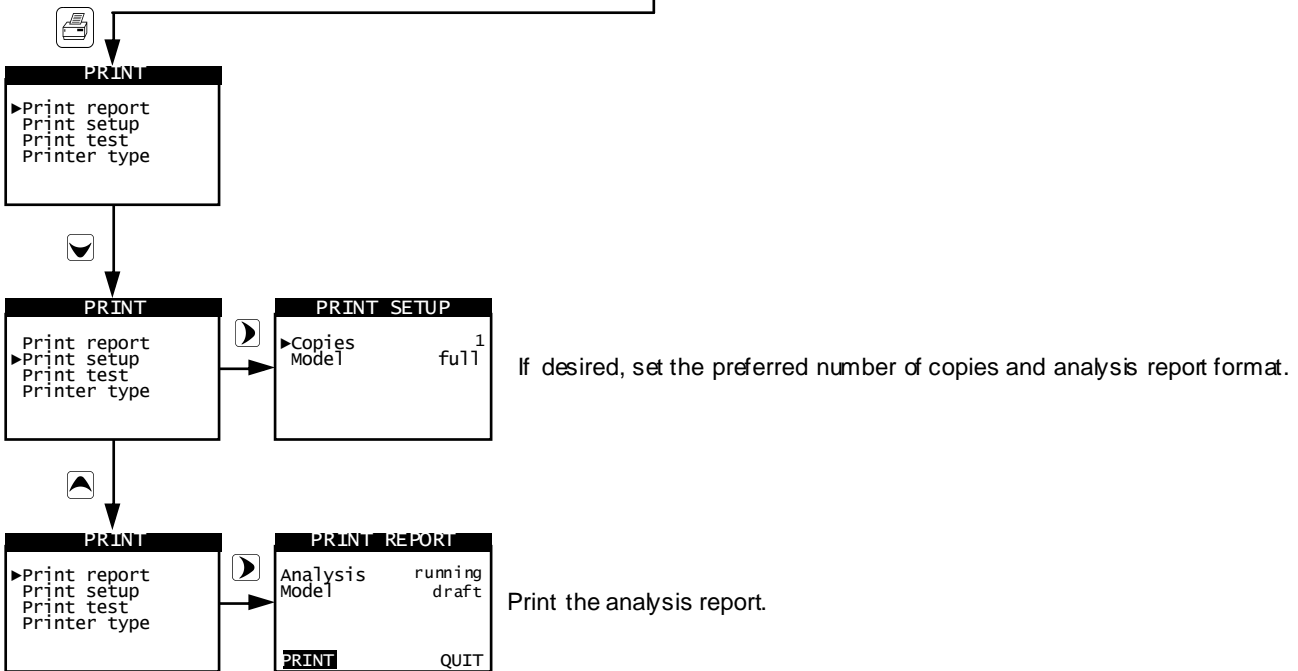 PRINT
►Print report
Print setup
Print test
Printer type
PRINT
Print report
►Print setup
Print test
Printer type
PRINT SETUP
►Copies 1
Model full
If desired, set the preferred number of copies and analysis report format.
PRINT
►Print report
Print setup
Print test
Printer type
PRINT REPORT
Analysis running
Model draft
PRINT QUIT
Print the analysis report.